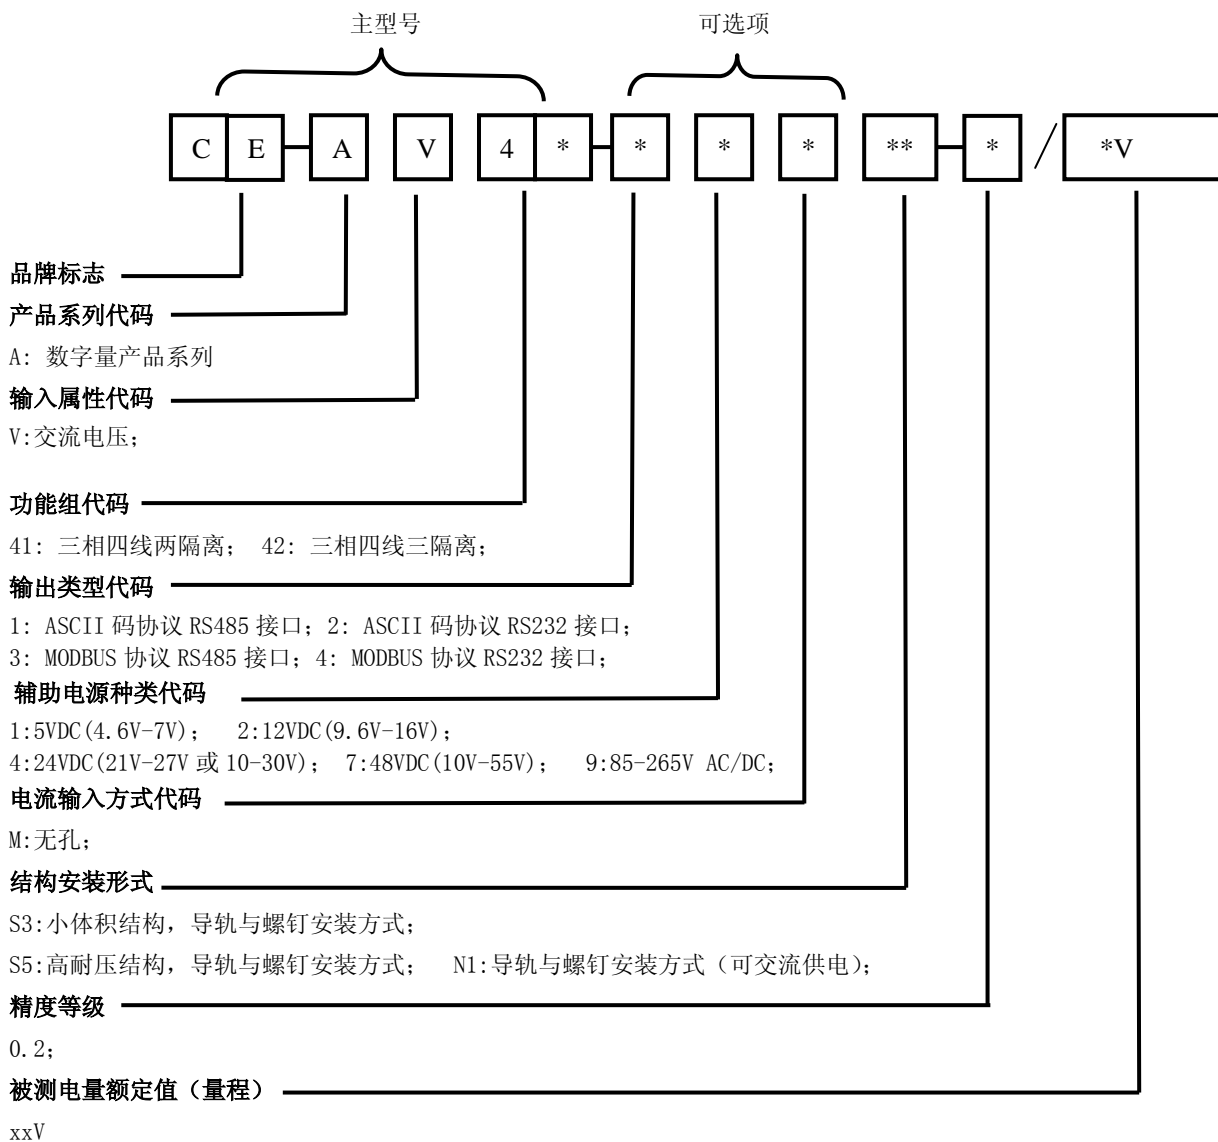 主型号 可选项
C E A V 4 * * * * ** * / *V
品牌标志
产品系列代码
A: 数字量产品系列
输入属性代码
V:交流电压；
功能组代码
41: 三相四线两隔离； 42: 三相四线三隔离；
输出类型代码
1: ASCII 码协议 RS485 接口；2: ASCII 码协议 RS232 接口；
3: MODBUS 协议 RS485 接口；4: MODBUS 协议 RS232 接口；
辅助电源种类代码
1:5VDC(4.6V-7V)； 2:12VDC(9.6V-16V)；
4:24VDC(21V-27V 或 10-30V)； 7:48VDC(10V-55V)； 9:85-265V AC/DC；
电流输入方式代码
M:无孔；
结构安装形式
S3:小体积结构，导轨与螺钉安装方式；
S5:高耐压结构，导轨与螺钉安装方式； N1:导轨与螺钉安装方式（可交流供电)；
精度等级
0.2；
被测电量额定值（量程）
xxV